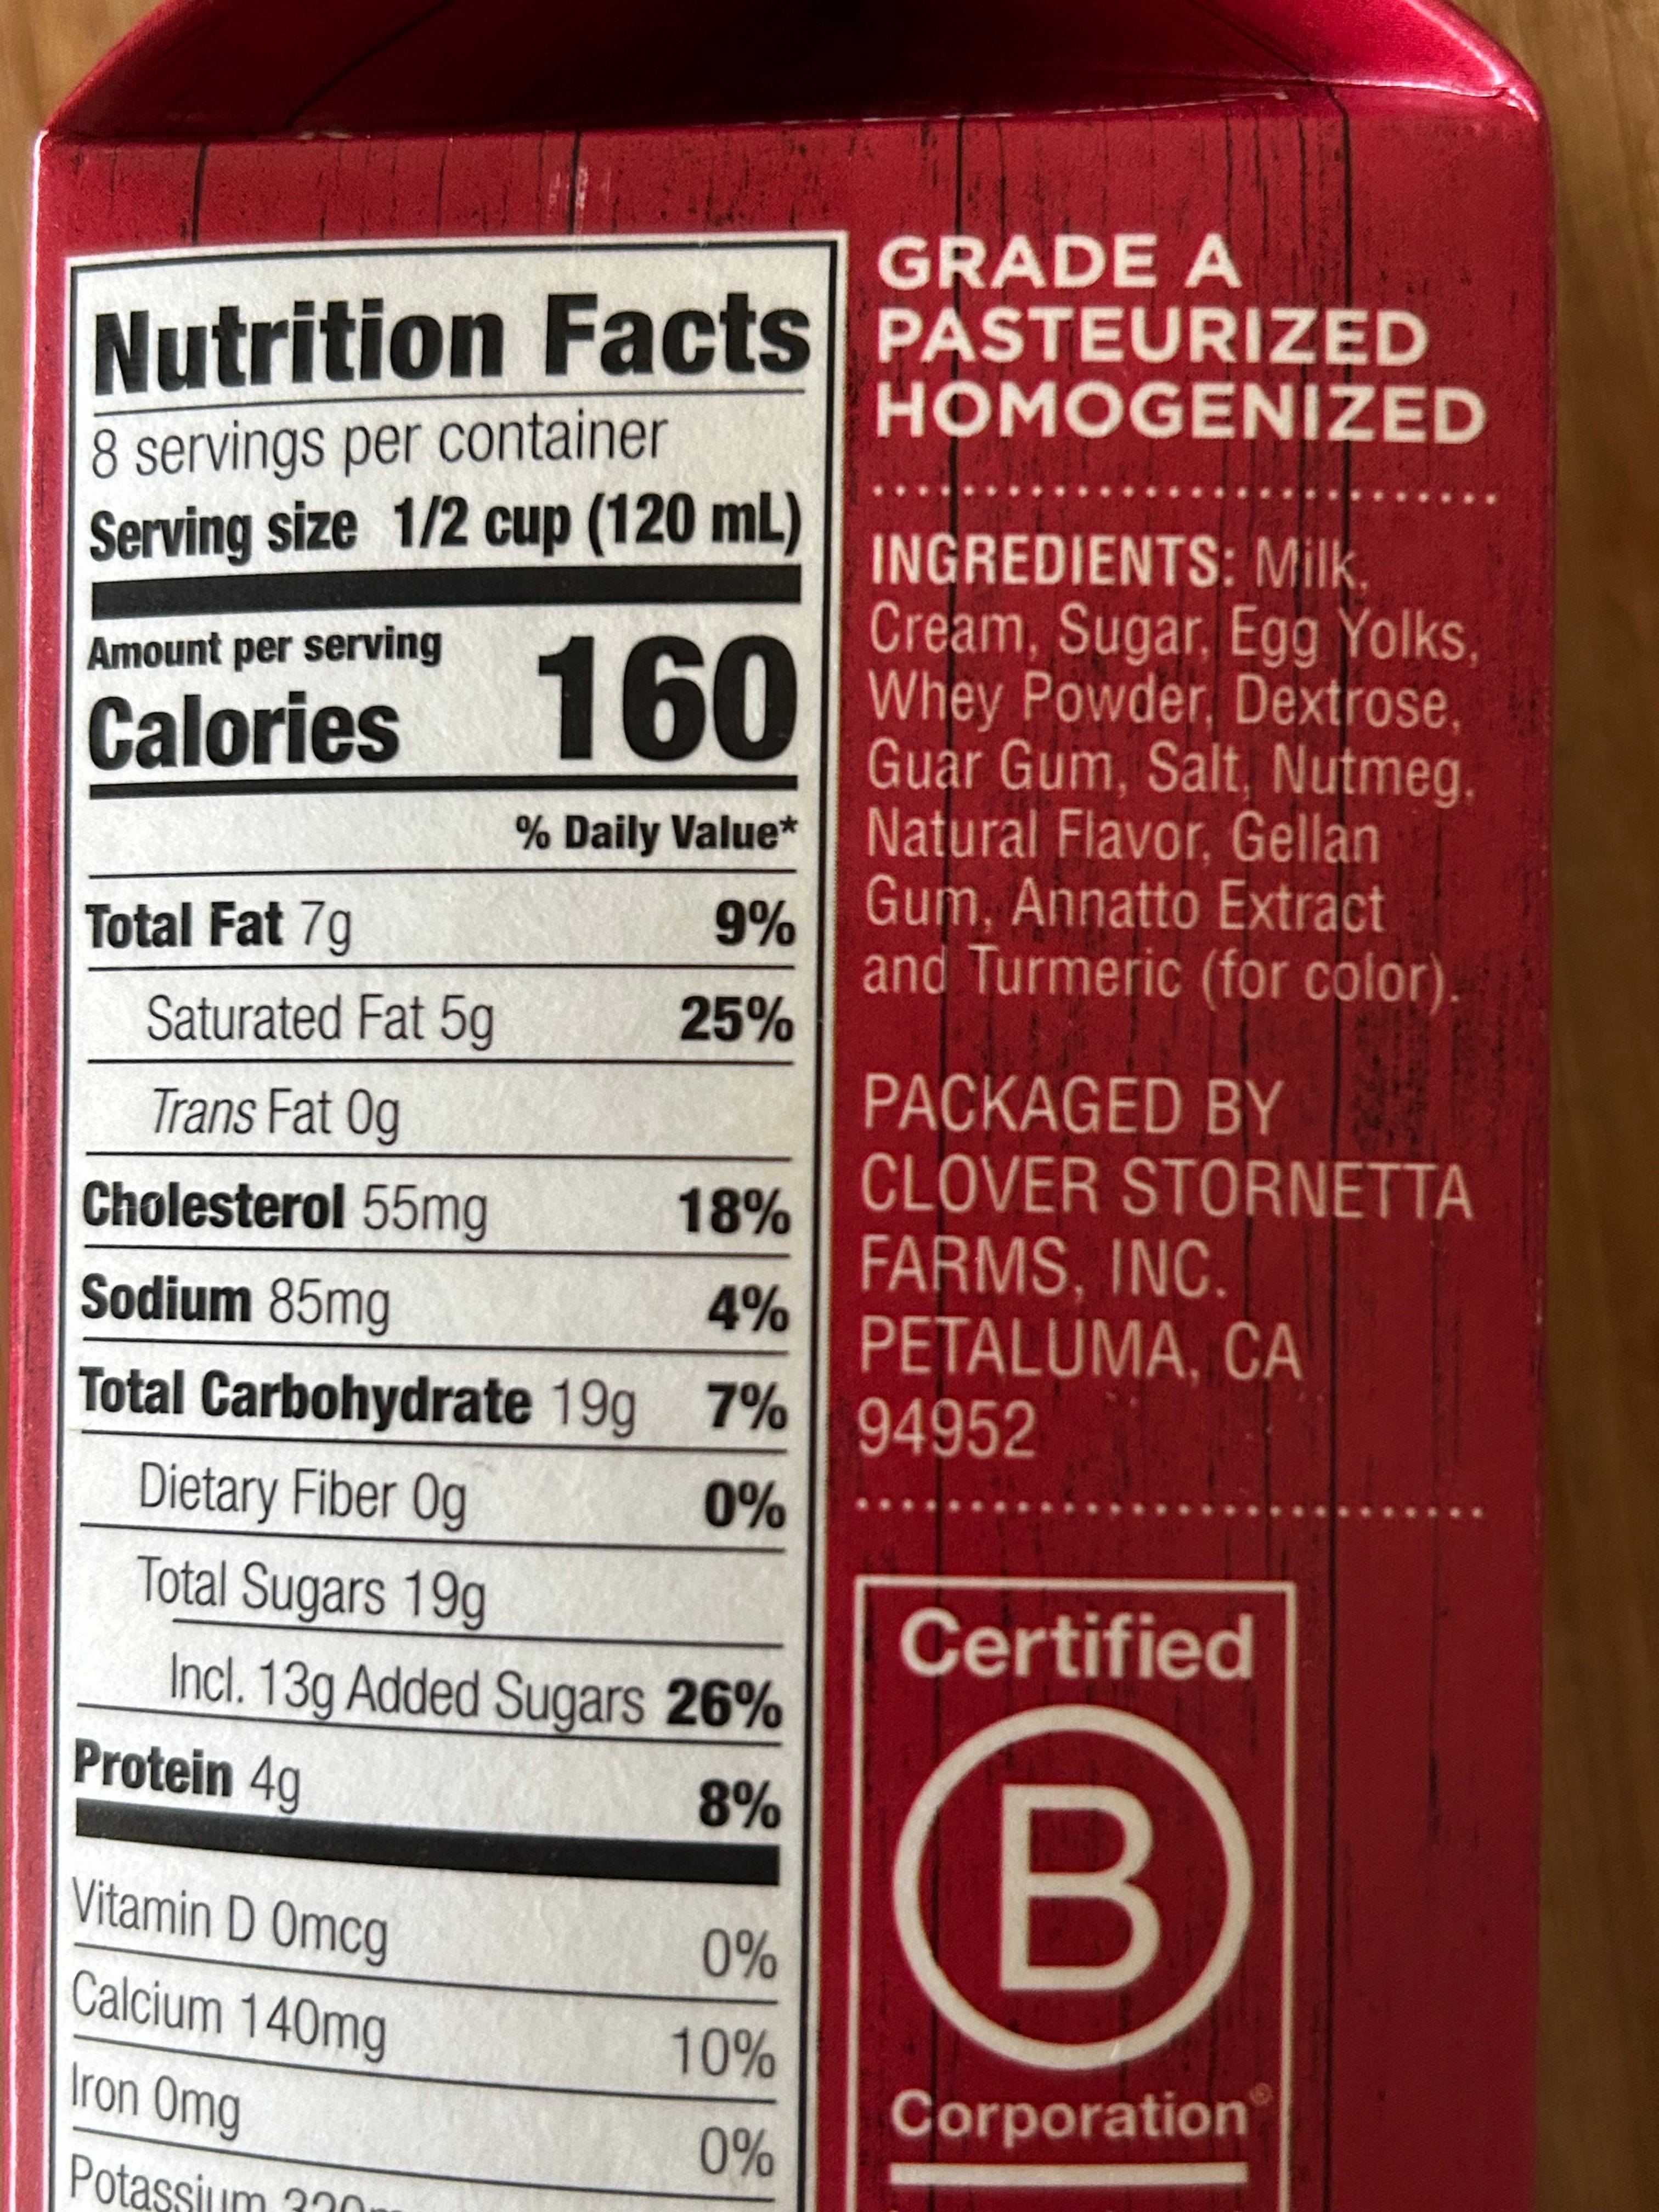 Nutrition Facts
8 servings per container
Serving size 1/2 cup (120 mL)
Amount per serving
Calories 160
% Daily Value*
Total Fat 7g 9%
Saturated Fat 5g 25%
Trans Fat 0g
Cholesterol 55mg 18%
Sodium 85mg 4%
Total Carbohydrate 19g 7%
Dietary Fiber 0g 0%
Total Sugars 19g
Incl. 13g Added Sugars 26%
Protein 4g 8%
Vitamin D 0mcg 0%
Calcium 140mg 10%
Iron 0mg 0%
Potassium
GRADE A
PASTEURIZED
HOMOGENIZED
INGREDIENTS: Milk,
Cream, Sugar, Egg Yolks,
Whey Powder, Dextrose,
Guar Gum, Salt, Nutmeg,
Natural Flavor, Gellan
Gum, Annatto Extract
and Turmeric (for color).
PACKAGED BY
CLOVER STORNETTA
FARMS, INC.
PETALUMA, CA
94952
Certified
B
Corporation®